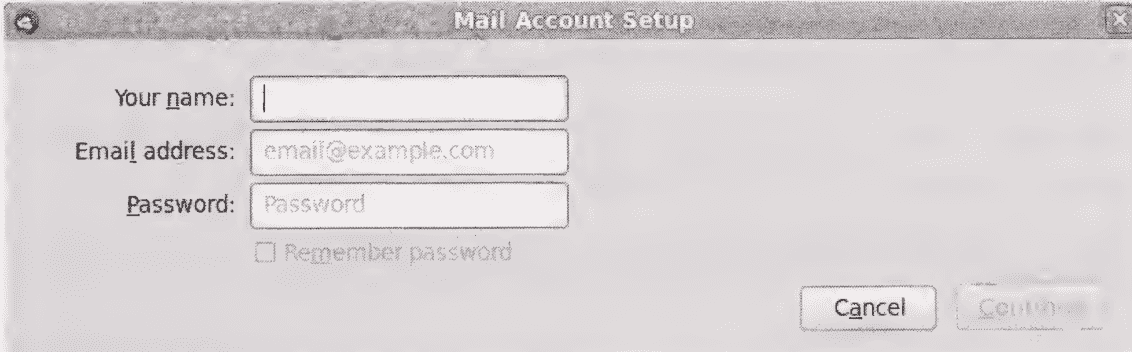 Mail Account Setup
Your name:
Email address: email@example.com
Password: Password
Remember password
Cancel